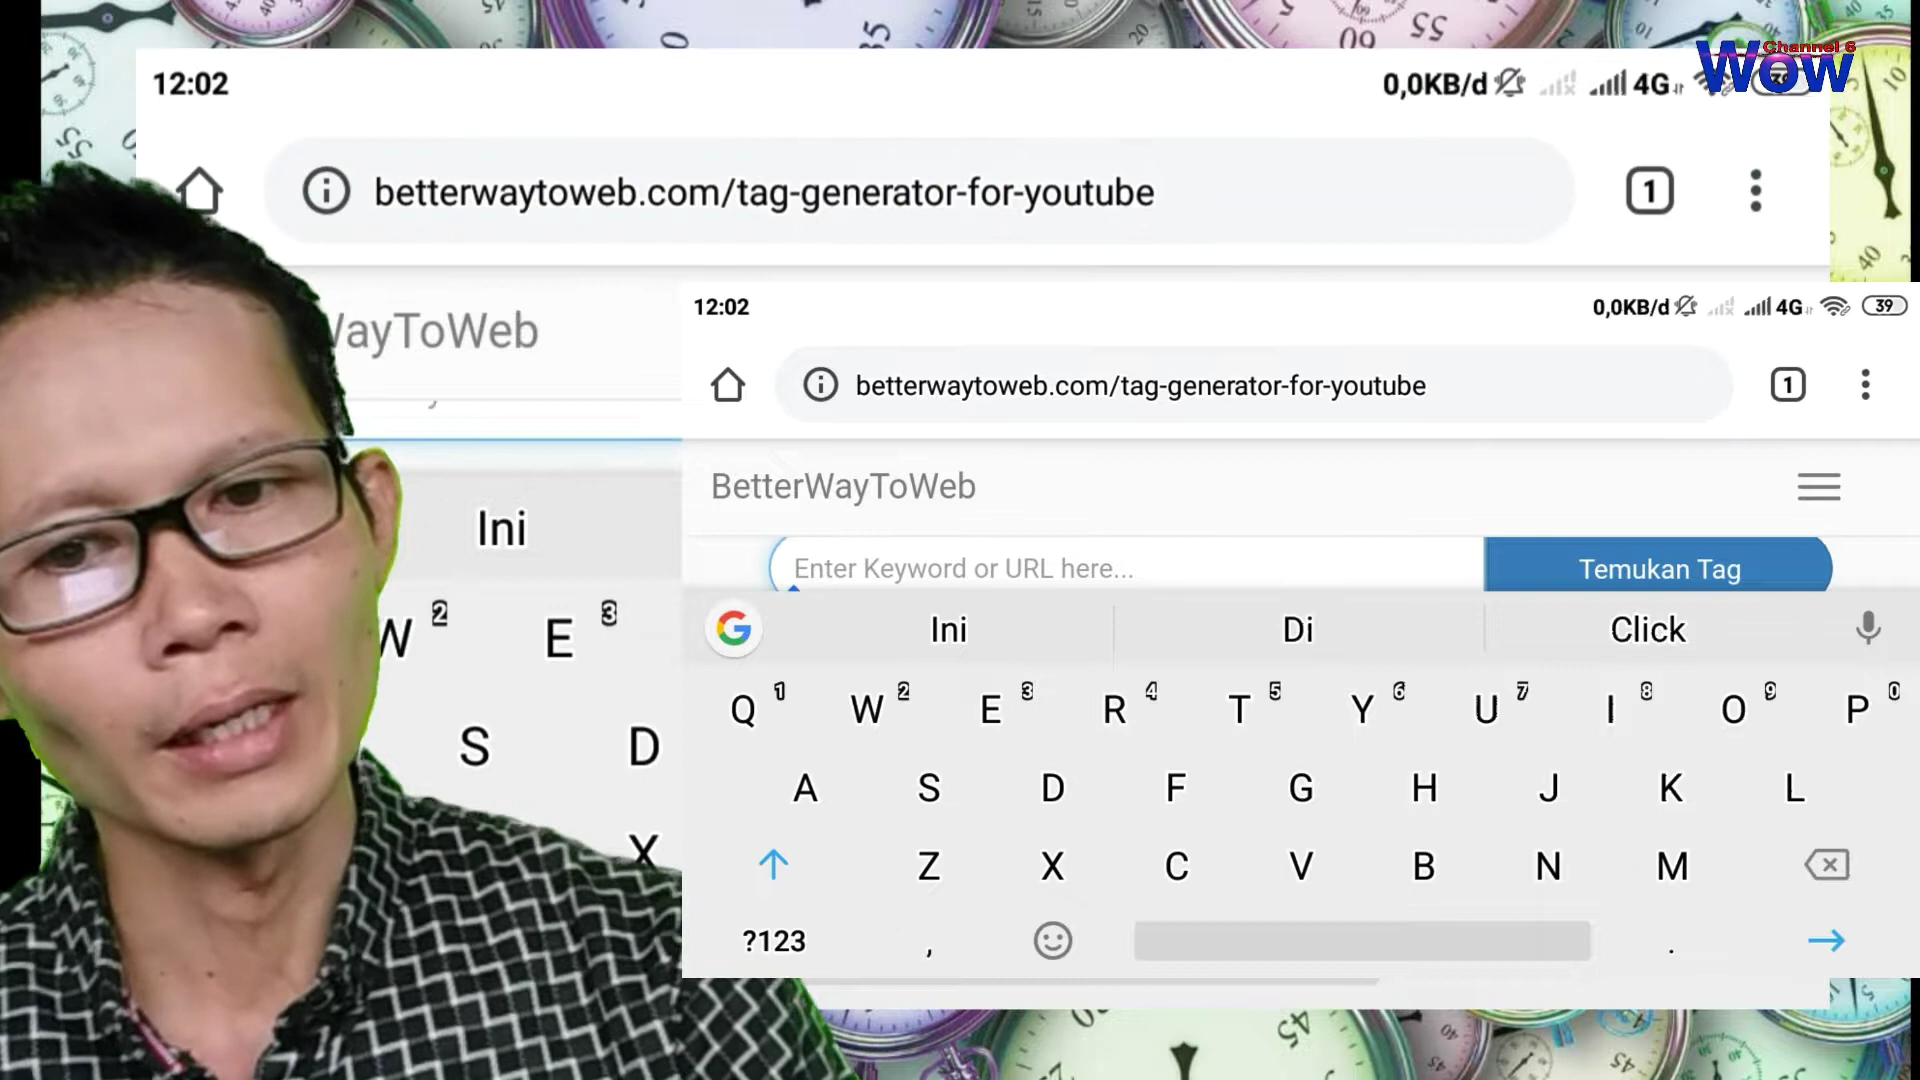 Channel 6
Wow
12:02
0,0KB/d 4G
betterwaytoweb.com/tag-generator-for-youtube
1
WayToWeb
Ini
W 2 E 3
S D
X
12:02
0,0KB/d 4G 39
betterwaytoweb.com/tag-generator-for-youtube
1
BetterWayToWeb
Enter Keyword or URL here...
Temukan Tag
Ini Di Click
Q 1 W 2 E 3 R 4 T 5 Y 6 U 7 I 8 O 9 P 0
A S D F G H J K L
Z X C V B N M
?123 , .